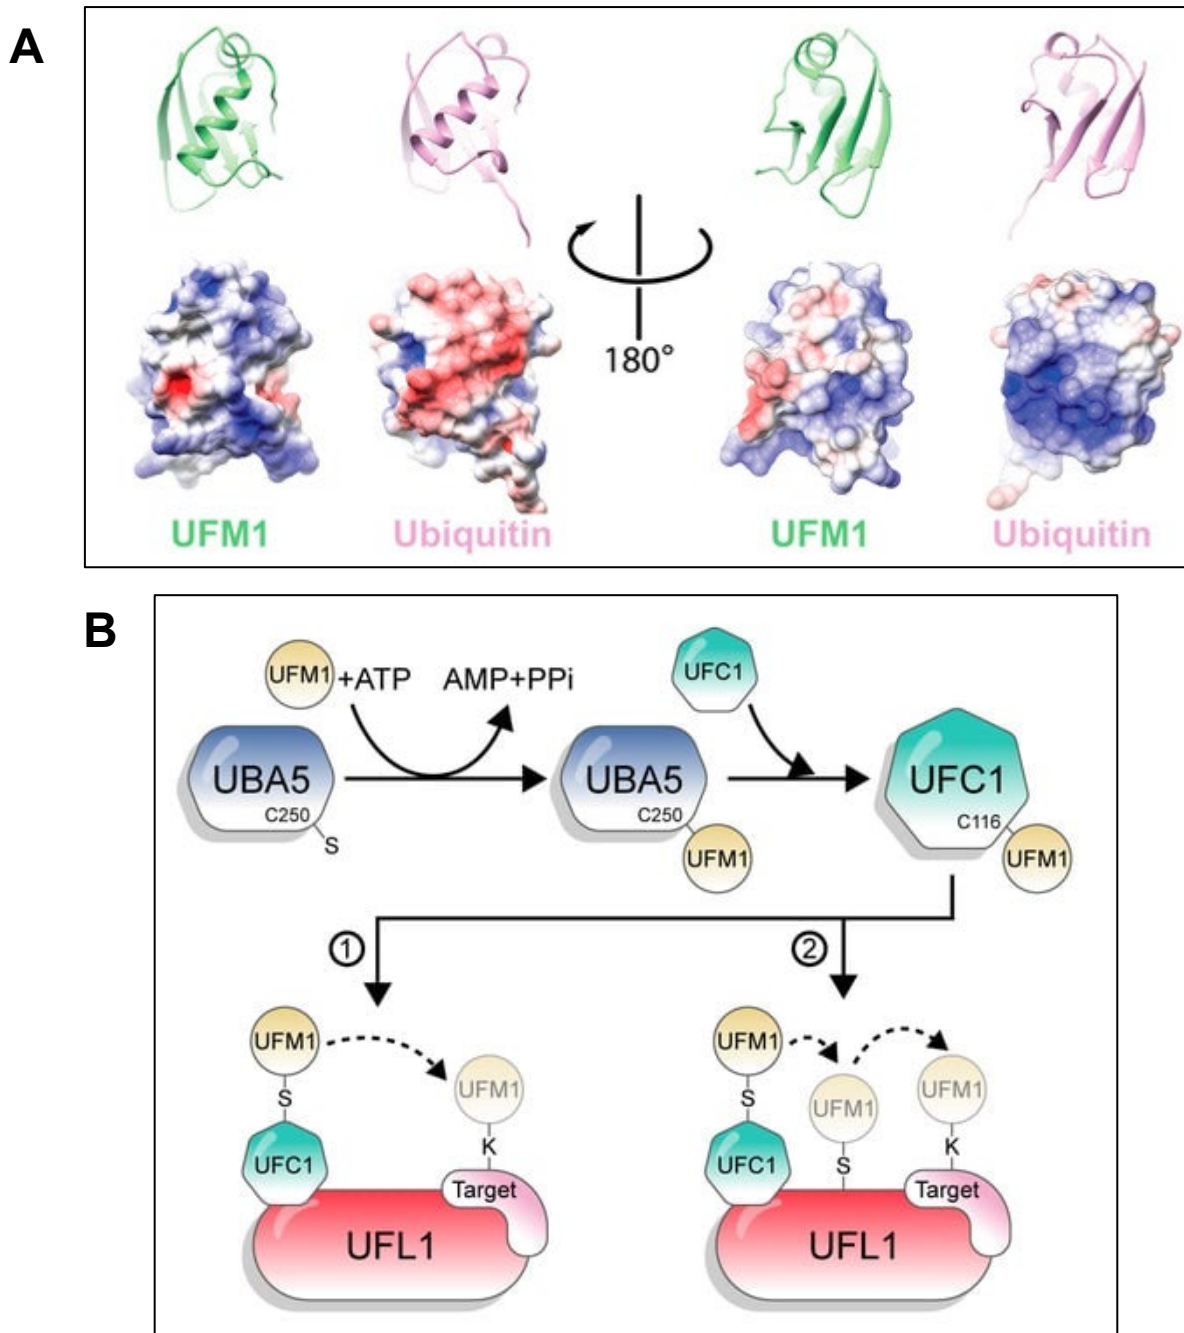 A
180°
UFM1 Ubiquitin UFM1 Ubiquitin
B
UFM1 +ATP AMP+PPi UFC1
UBA5 UBA5 UFC1
C250 C250 C116
S UFM1 UFM1
1 2
UFM1 UFM1
UFM1 UFM1 UFM1
S S
K S K
UFC1 Target UFC1 Target
UFL1 UFL1